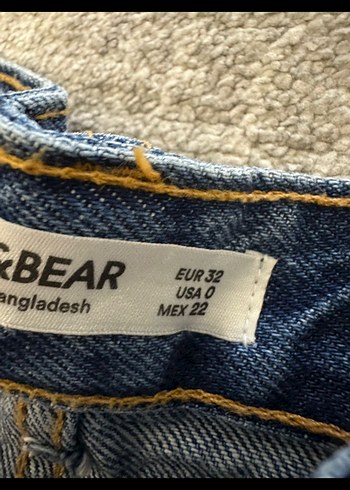 &BEAR
angladesh
EUR 32
USA 0
MEX 22